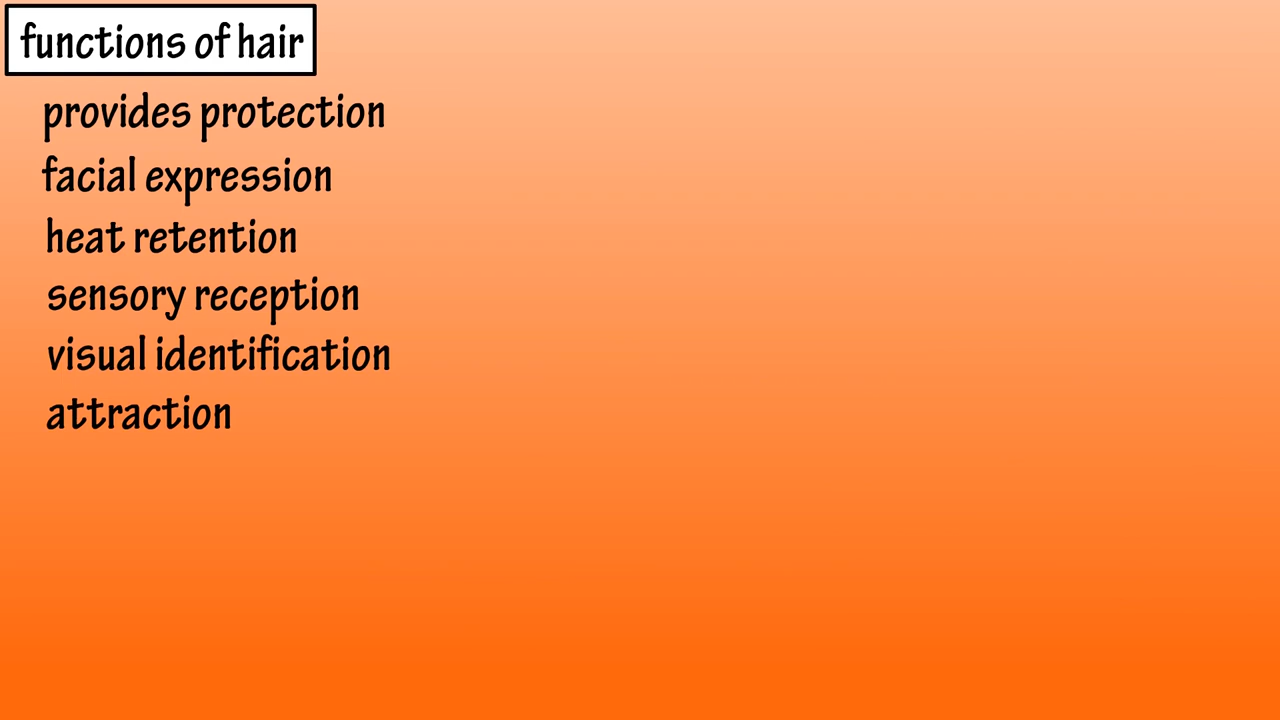 functions of hair
provides protection
facial expression
heat retention
sensory reception
visual identification
attraction